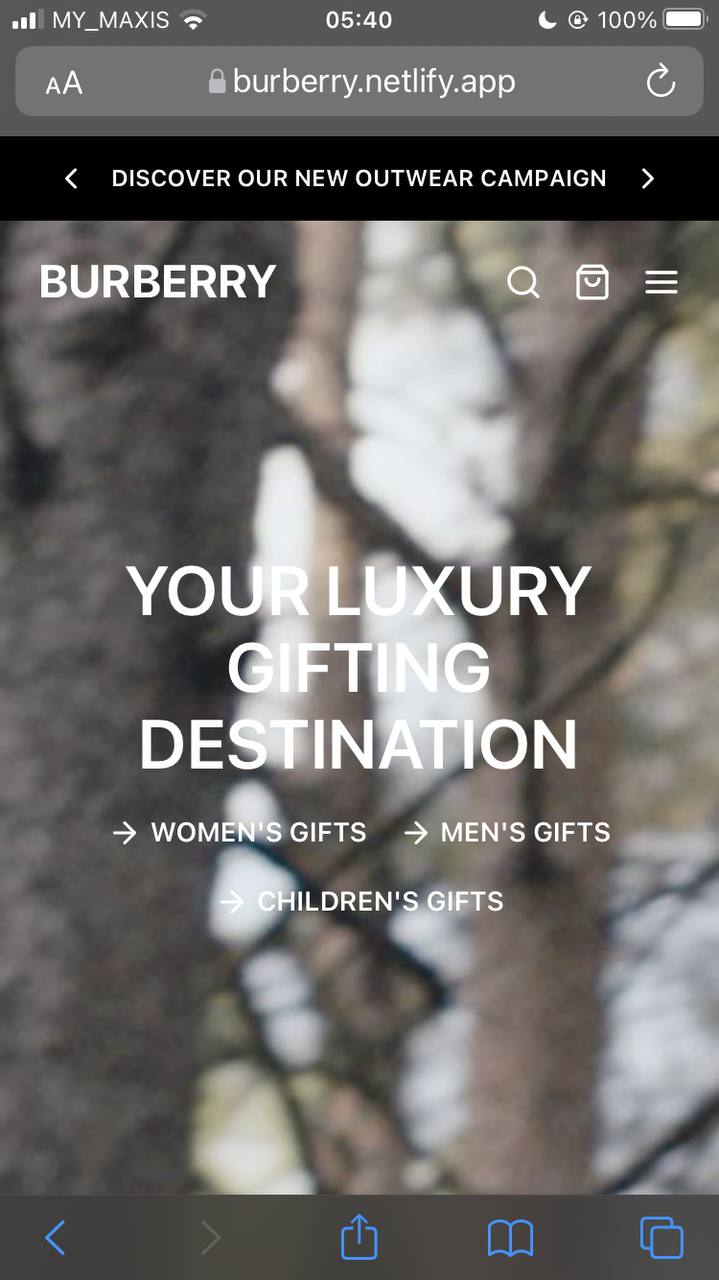 MY_MAXIS 05:40 100%
AA burberry.netlify.app
DISCOVER OUR NEW OUTWEAR CAMPAIGN
BURBERRY
YOUR LUXURY
GIFTING
DESTINATION
→ WOMEN'S GIFTS → MEN'S GIFTS
→ CHILDREN'S GIFTS